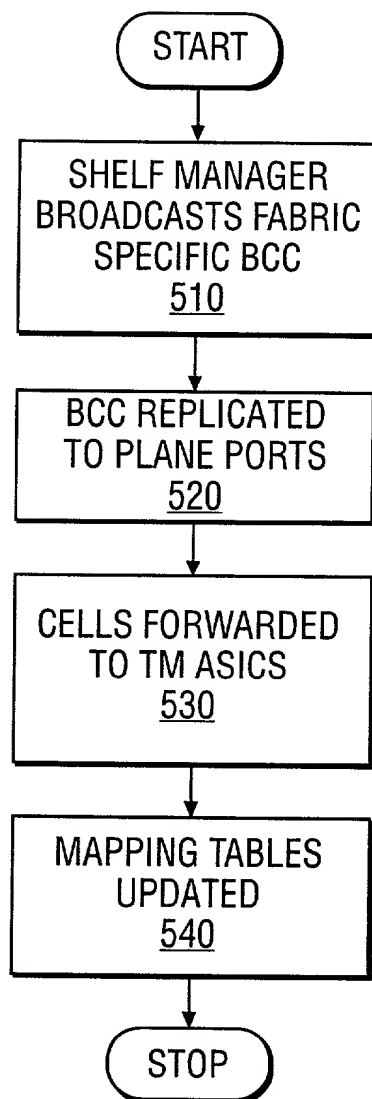 START
SHELF MANAGER
BROADCASTS FABRIC
SPECIFIC BCC
510
BCC REPLICATED
TO PLANE PORTS
520
CELLS FORWARDED
TO TM ASICS
530
MAPPING TABLES
UPDATED
540
STOP